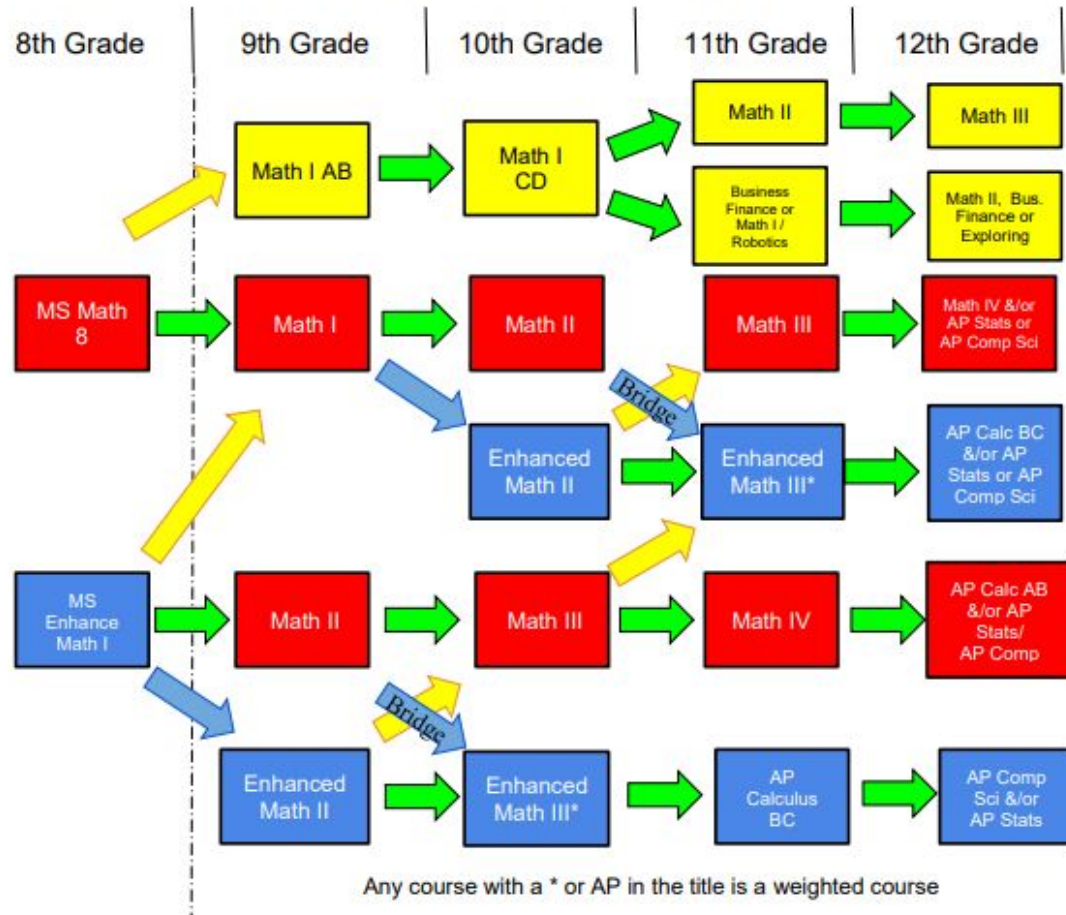 8th Grade
9th Grade
10th Grade
11th Grade
12th Grade
Math I AB
Math I
CD
Math II
Math III
Business
Finance or
Math I /
Robotics
Math II, Bus.
Finance or
Exploring
MS Math
8
Math I
Math II
Math III
Math IV &/or
AP Stats or
AP Comp Sci
Bridge
Enhanced
Math II
Enhanced
Math III*
AP Calc BC
&/or AP
Stats or AP
Comp Sci
MS
Enhance
Math I
Math II
Math III
Math IV
AP Calc AB
&/or AP
Stats/
AP Comp
Bridge
Enhanced
Math II
Enhanced
Math III*
AP
Calculus
BC
AP Comp
Sci &/or
AP Stats
Any course with a * or AP in the title is a weighted course